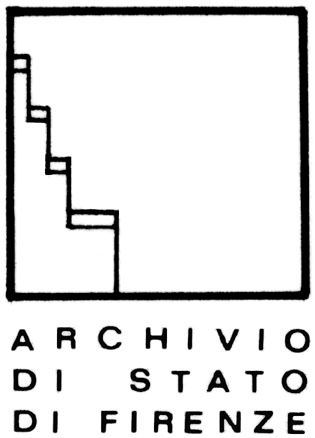 ARCHIVIO
DI STATO
DI FIRENZE